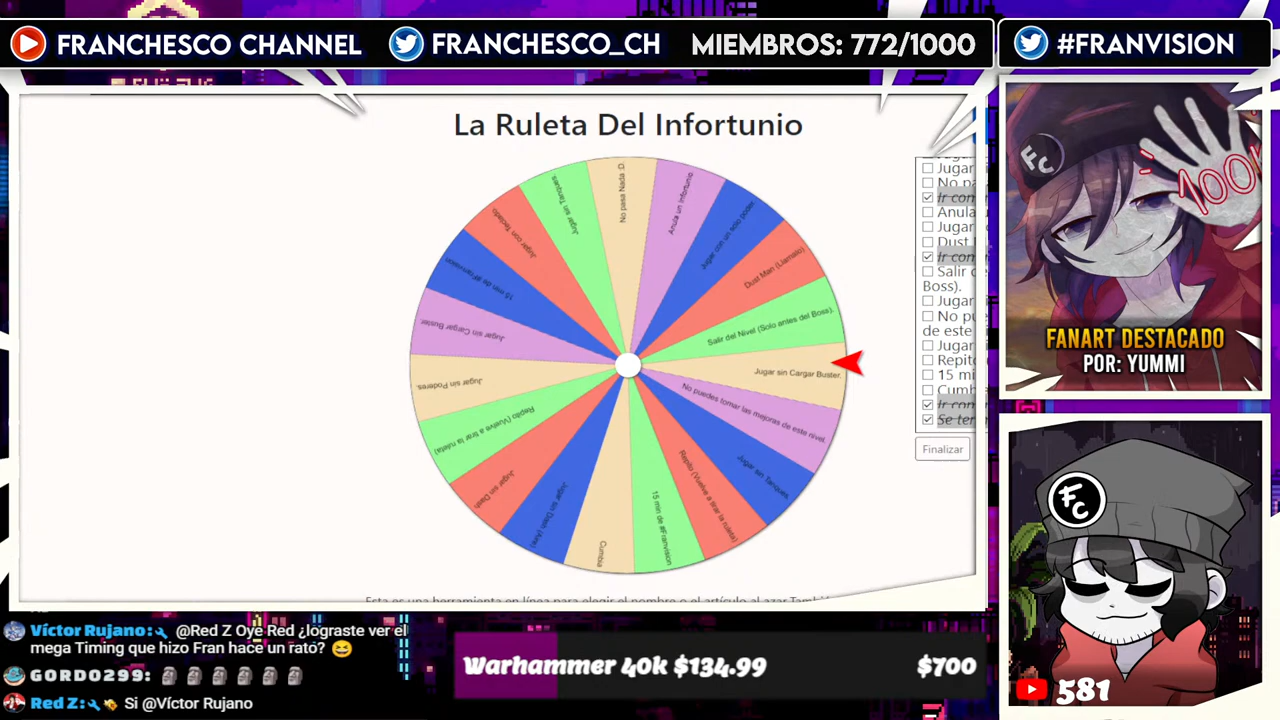 FRANCHESCO CHANNEL
FRANCHESCO_CH
MIEMBROS: 772/1000
#FRANVISION
La Ruleta Del Infortunio
No pasa Nada :D
Anula un infortunio
Jugar con un solo poder.
Dust Man (Llamalo)
Salir del Nivel (Solo antes del Boss).
Jugar sin Cargar Buster.
No puedes tomar las mejoras de este nivel.
Jugar sin Tanques.
Repito (Vuelve a tirar la ruleta)
15 min de #Franvision
Cumbia
Jugar sin Dash
Repito (Vuelve a tirar la ruleta)
Jugar sin Poderes.
Jugar sin Cargar Buster.
15 min de #Franvision
Jugar con Teclado.
Jugar sin Tanques.
Jugar
No pa
Ir con
Anula
Jugar
Dust
Ir con
Salir de
Boss).
Jugar
No pue
de este
Jugar
Repito
15 mi
Cumb
Ir con
Se ter
Finalizar
FC
100
FANART DESTACADO
POR: YUMMI
FC
581
Víctor Rujano: @Red Z Oye Red ¿lograste ver el
mega Timing que hizo Fran hace un rato? 😆
GORDO299: 🗿 🗿 🗿 🗿 🗿 🗿
Red Z: Si @Víctor Rujano
Warhammer 40k $134.99
$700